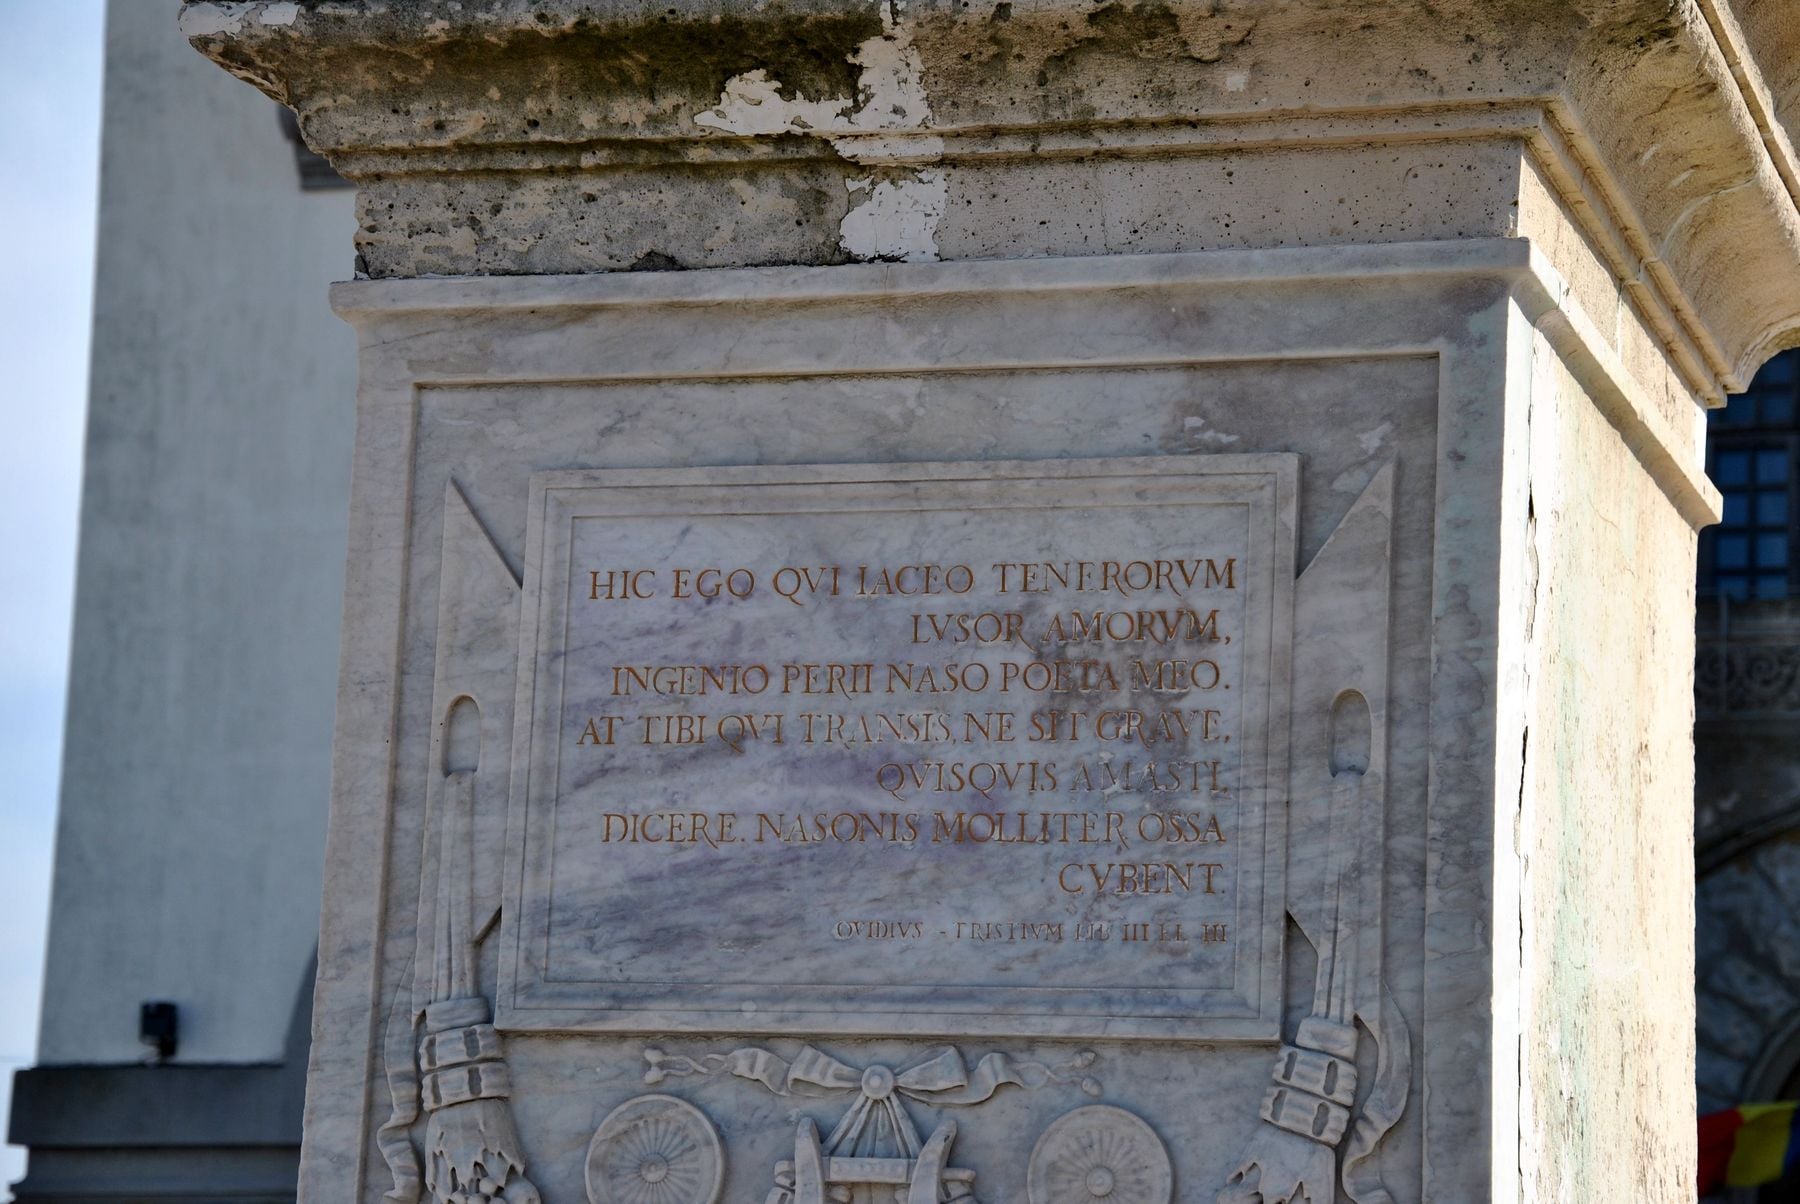 HIC EGO QVI IACEO TENERORVM
LVSOR AMORVM,
INGENIO PERII NASO POETA MEO.
AT TIBI QVI TRANSIS, NE SIT GRAVE,
QVISQVIS AMASTI,
DICERE. NASONIS MOLLITER OSSA
CVBENT.
OVIDIVS - TRISTIVM LIB III EL III